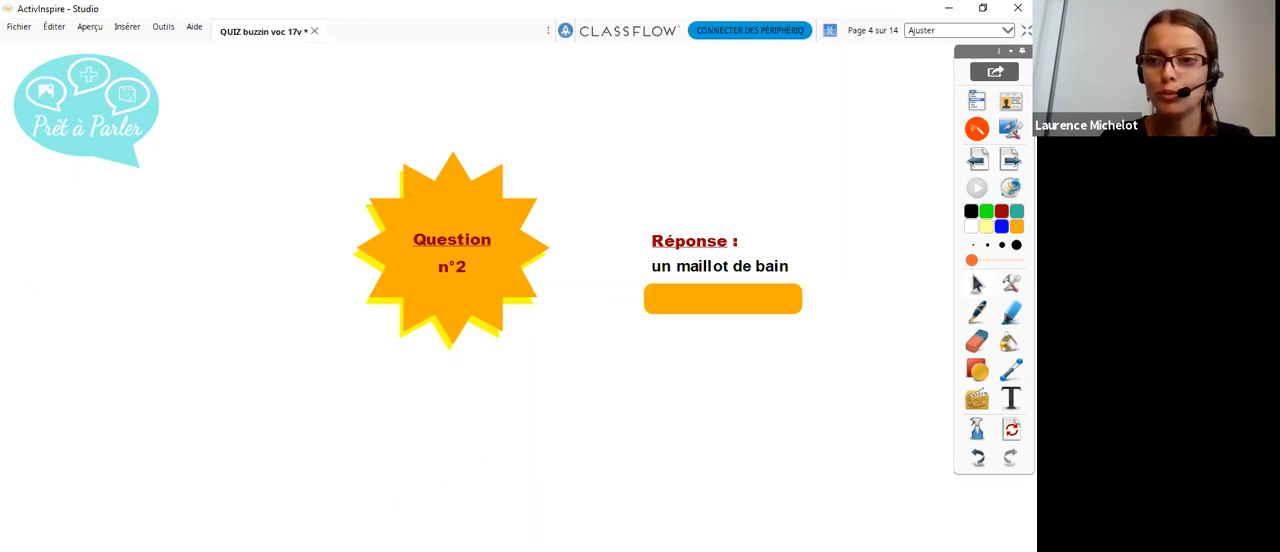 ActivInspire - Studio
Fichier Éditer Aperçu Insérer Outils Aide
QUIZ buzzin voc 17v *
CLASSFLOW™
CONNECTER DES PÉRIPHÉRIQ
Page 4 sur 14
Ajuster
Prêt à Parler
Question
n°2
Réponse :
un maillot de bain
Laurence Michelot